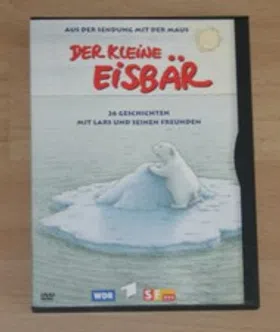 AUS DER SENDUNG MIT DER MAUS
DER KLEINE
EISBÄR
26 GESCHICHTEN
MIT LARS UND SEINEN FREUNDEN
DVD
WDR